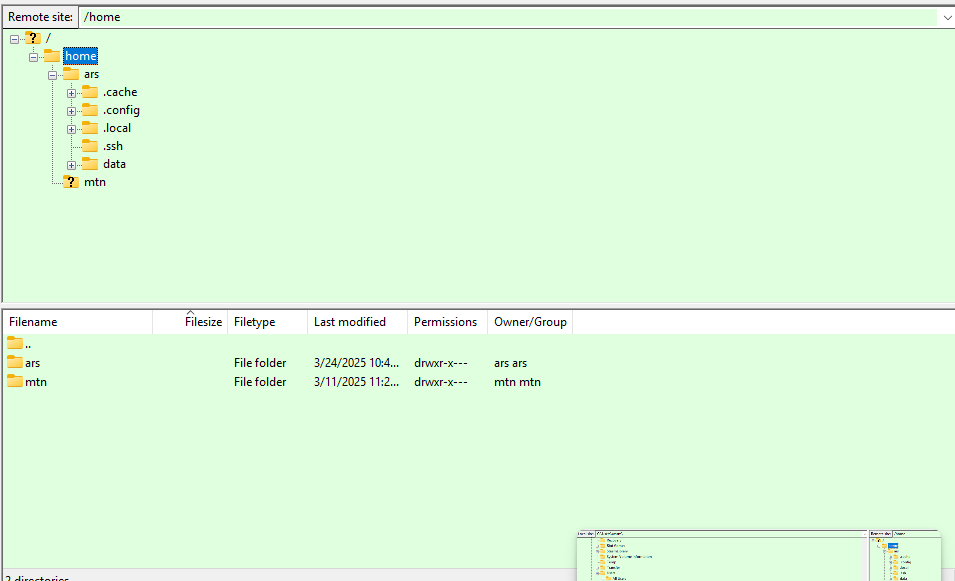 Remote site: /home
? /
home
ars
.cache
.config
.local
.ssh
data
? mtn
Filename Filesize Filetype Last modified Permissions Owner/Group
..
ars File folder 3/24/2025 10:4... drwxr-x--- ars ars
mtn File folder 3/11/2025 11:2... drwxr-x--- mtn mtn
2 directories